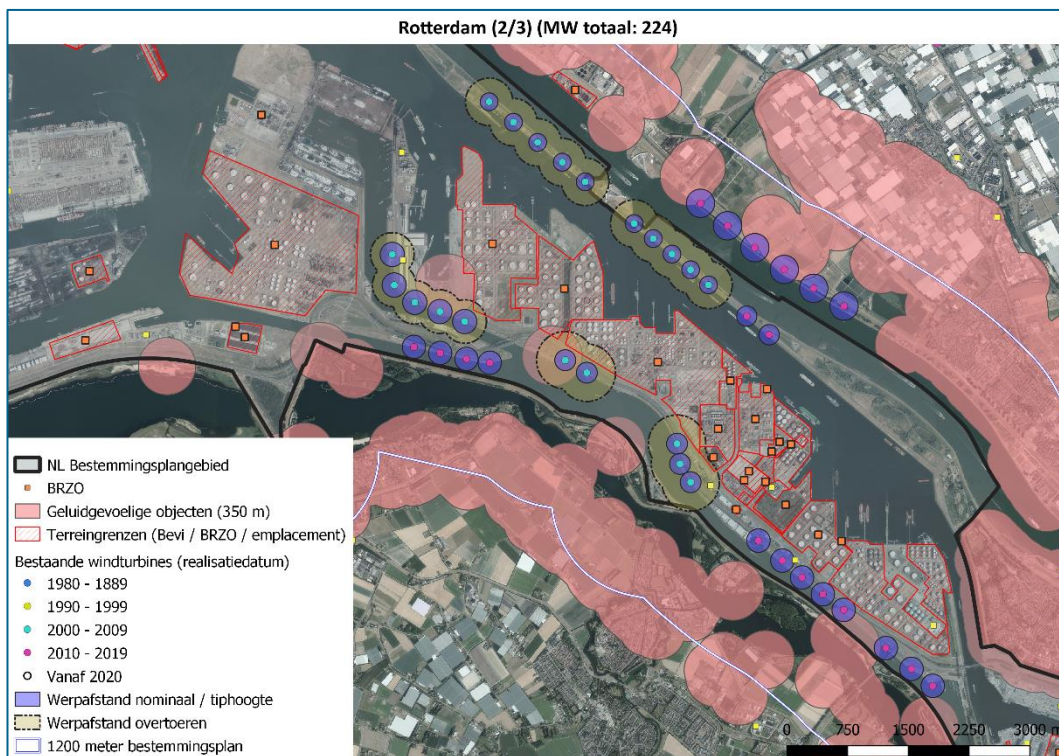 Rotterdam (2/3) (MW totaal: 224)
NL Bestemmingsplangebied
BRZO
Geluidgevoelige objecten (350 m)
Terreingrenzen (Bevi / BRZO / emplacement)
Bestaande windturbines (realisatiedatum)
1980 - 1889
1990 - 1999
2000 - 2009
2010 - 2019
Vanaf 2020
Werpafstand nominaal / tiphoogte
Werpafstand overtoeren
1200 meter bestemmingsplan
0 750 1500 2250 3000 m